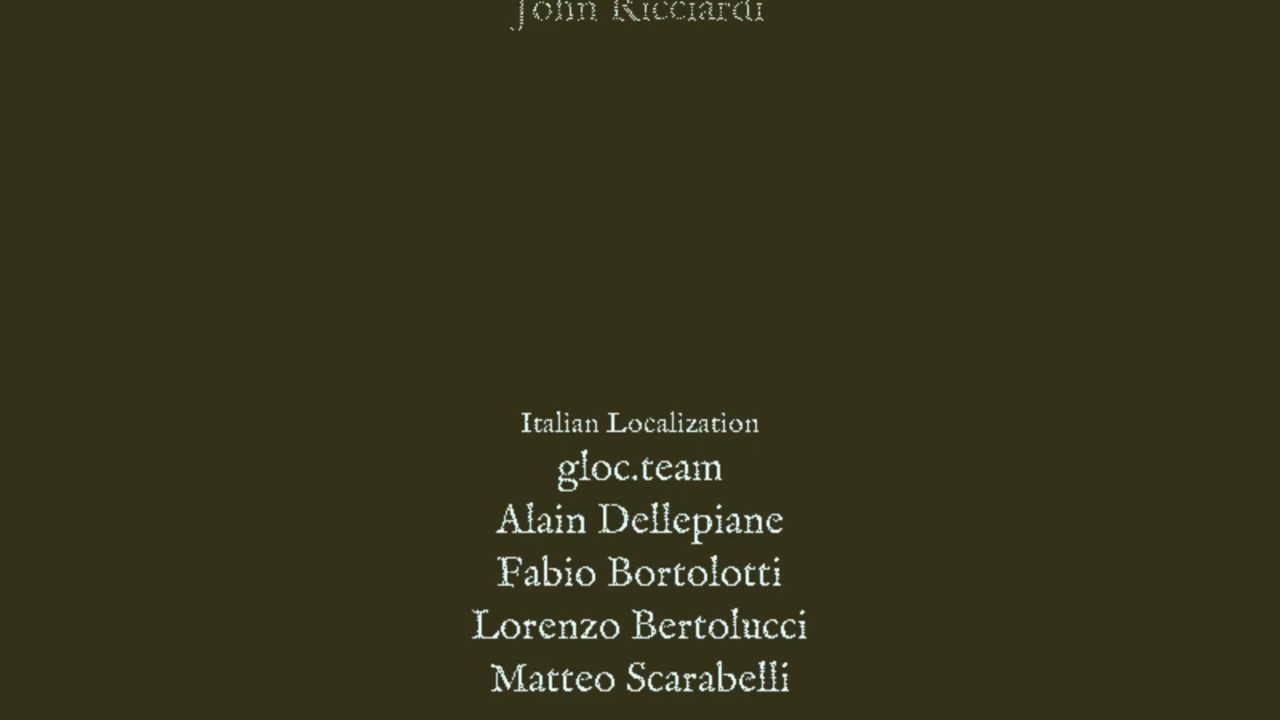 John Ricciardi
Italian Localization
gloc.team
Alain Dellepiane
Fabio Bortolotti
Lorenzo Bertolucci
Matteo Scarabelli